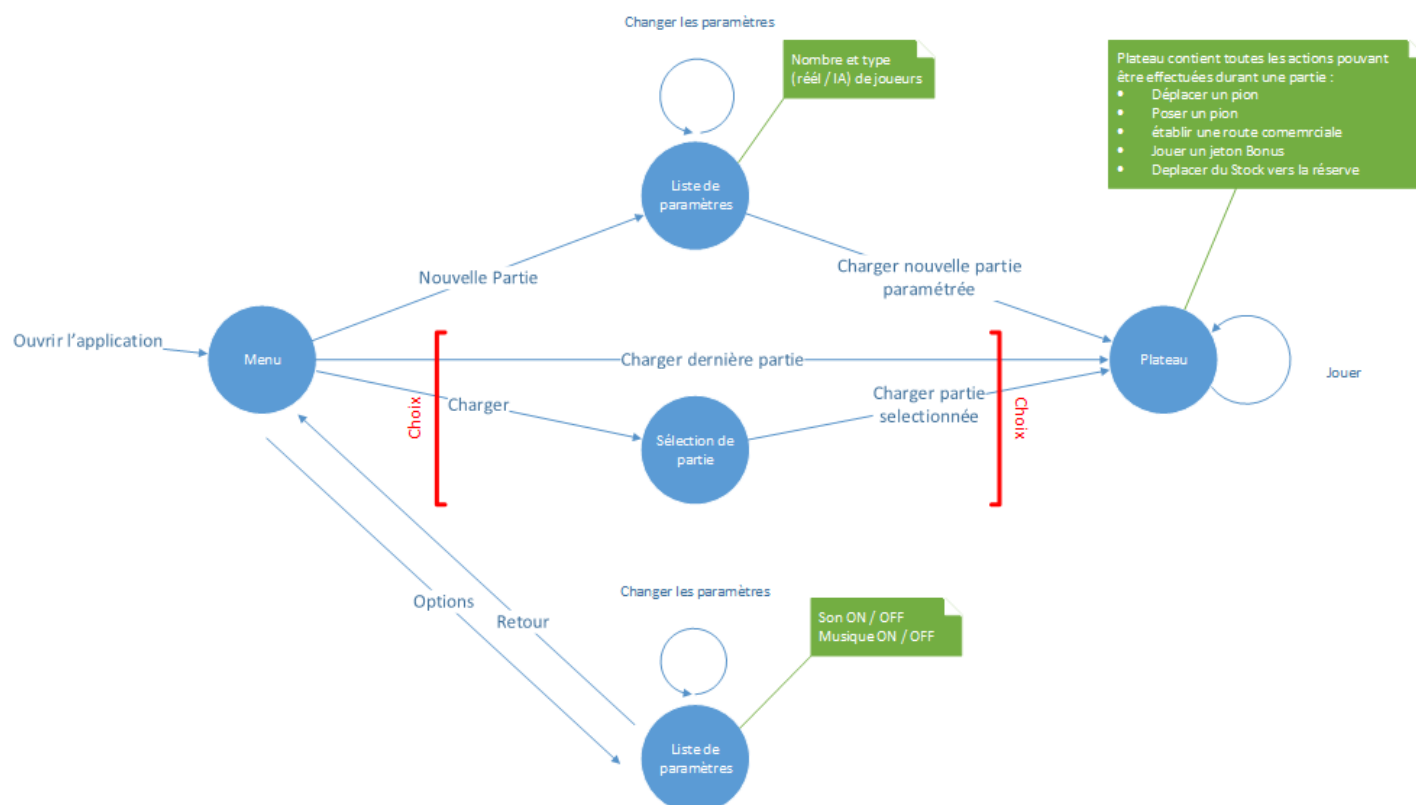 Changer les paramètres
Nombre et type
(réél / IA) de joueurs
Plateau contient toutes les actions pouvant
être effectuées durant une partie :
• Déplacer un pion
• Poser un pion
• établir une route comemrciale
• Jouer un jeton Bonus
• Deplacer du Stock vers la réserve
Liste de
paramètres
Nouvelle Partie
Charger nouvelle partie
paramétrée
Ouvrir l'application
Menu
Charger dernière partie
Plateau
Jouer
Choix
Charger
Charger partie
selectionnée
Choix
Sélection de
partie
Options
Retour
Changer les paramètres
Son ON / OFF
Musique ON / OFF
Liste de
paramètres